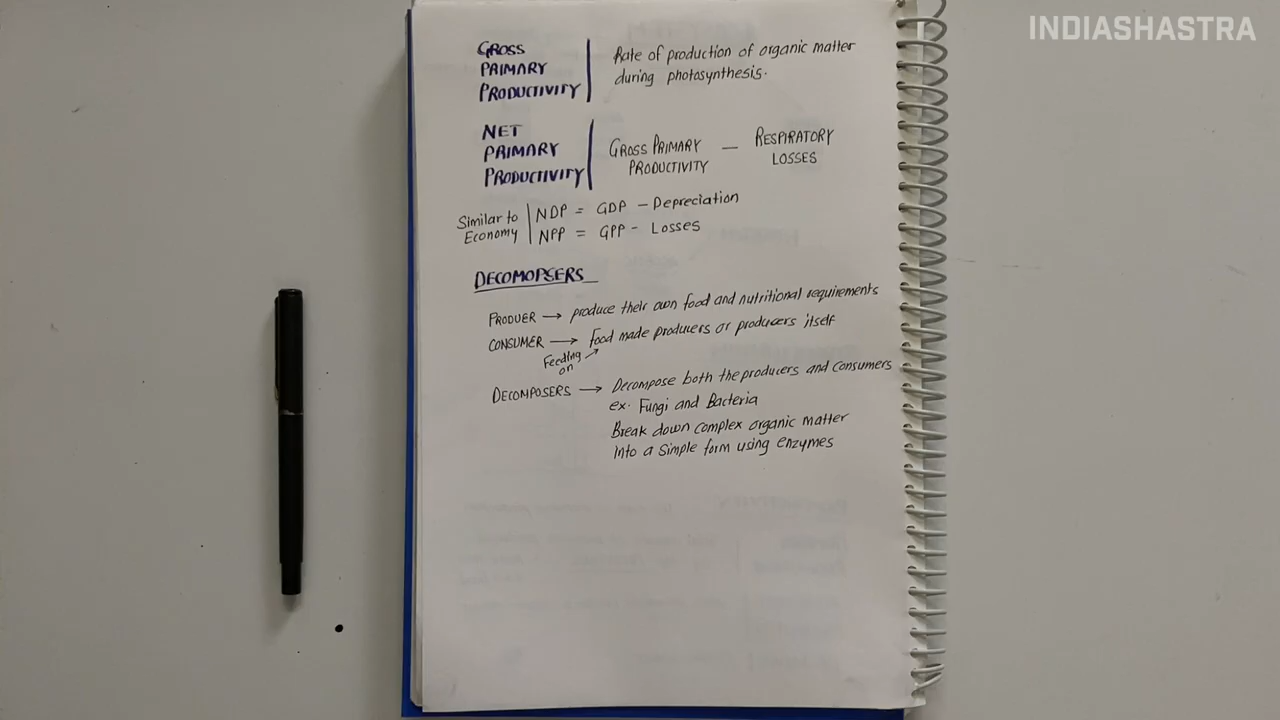 INDIASHASTRA
GROSS
PRIMARY
PRODUCTIVITY
Rate of production of organic matter
during photosynthesis.
NET
PRIMARY
PRODUCTIVITY
GROSS PRIMARY
PRODUCTIVITY
—
RESPIRATORY
LOSSES
Similar to
Economy
NDP = GDP - Depreciation
NPP = GPP - Losses
DECOMOPSERS
PRODUER → produce their own food and nutritional requirements
CONSUMER → Food made producers or producers itself
Feeding
on
DECOMPOSERS → Decompose both the producers and consumers
ex. Fungi and Bacteria
Break down complex organic matter
Into a simple form using enzymes